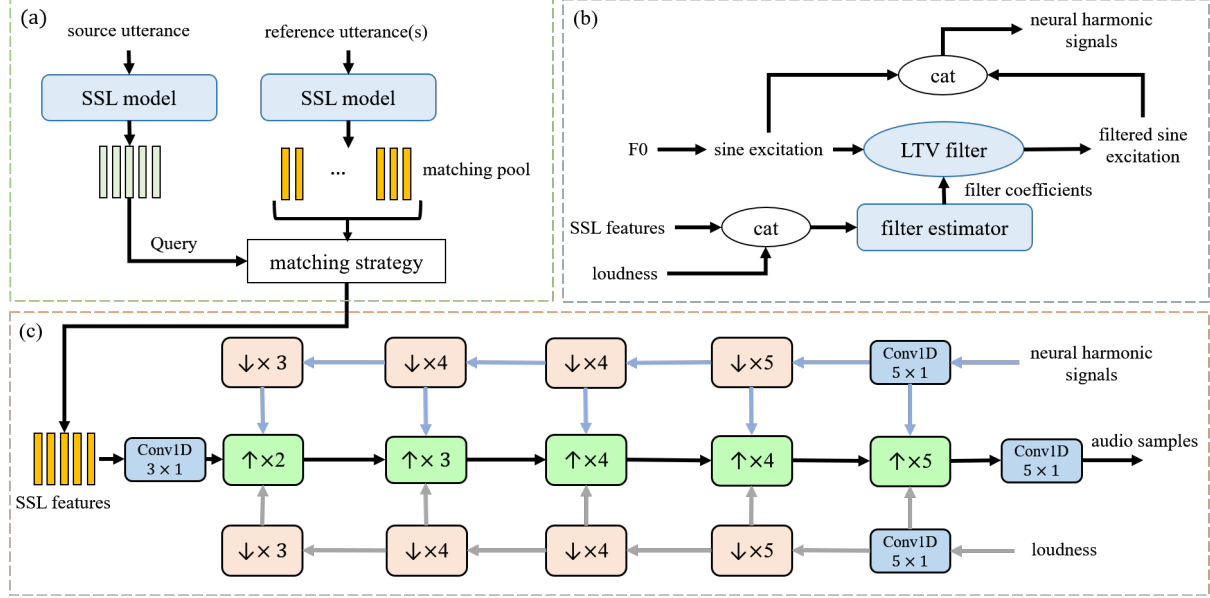 (a)
source utterance
reference utterance(s)
SSL model
SSL model
...
matching pool
Query
matching strategy
(b)
neural harmonic
signals
cat
F0
sine excitation
LTV filter
filtered sine
excitation
filter coefficients
SSL features
cat
filter estimator
loudness
(c)
↓× 3
↓×4
↓×4
↓×5
Conv1D
5 × 1
neural harmonic
signals
SSL features
Conv1D
3 × 1
↑×2
↑× 3
↑×4
↑×4
↑×5
Conv1D
5 × 1
audio samples
↓× 3
↓×4
↓×4
↓×5
Conv1D
5 × 1
loudness